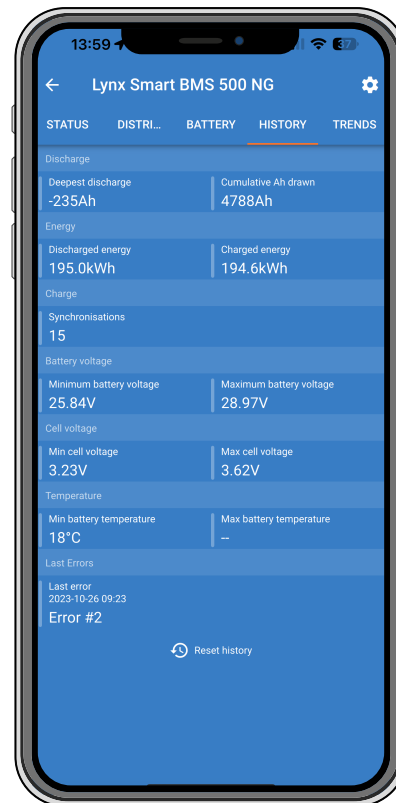 13:59
37
Lynx Smart BMS 500 NG
STATUS DISTRI... BATTERY HISTORY TRENDS
Discharge
Deepest discharge Cumulative Ah drawn
-235Ah 4788Ah
Energy
Discharged energy Charged energy
195.0kWh 194.6kWh
Charge
Synchronisations
15
Battery voltage
Minimum battery voltage Maximum battery voltage
25.84V 28.97V
Cell voltage
Min cell voltage Max cell voltage
3.23V 3.62V
Temperature
Min battery temperature Max battery temperature
18°C --
Last Errors
Last error
2023-10-26 09:23
Error #2
Reset history